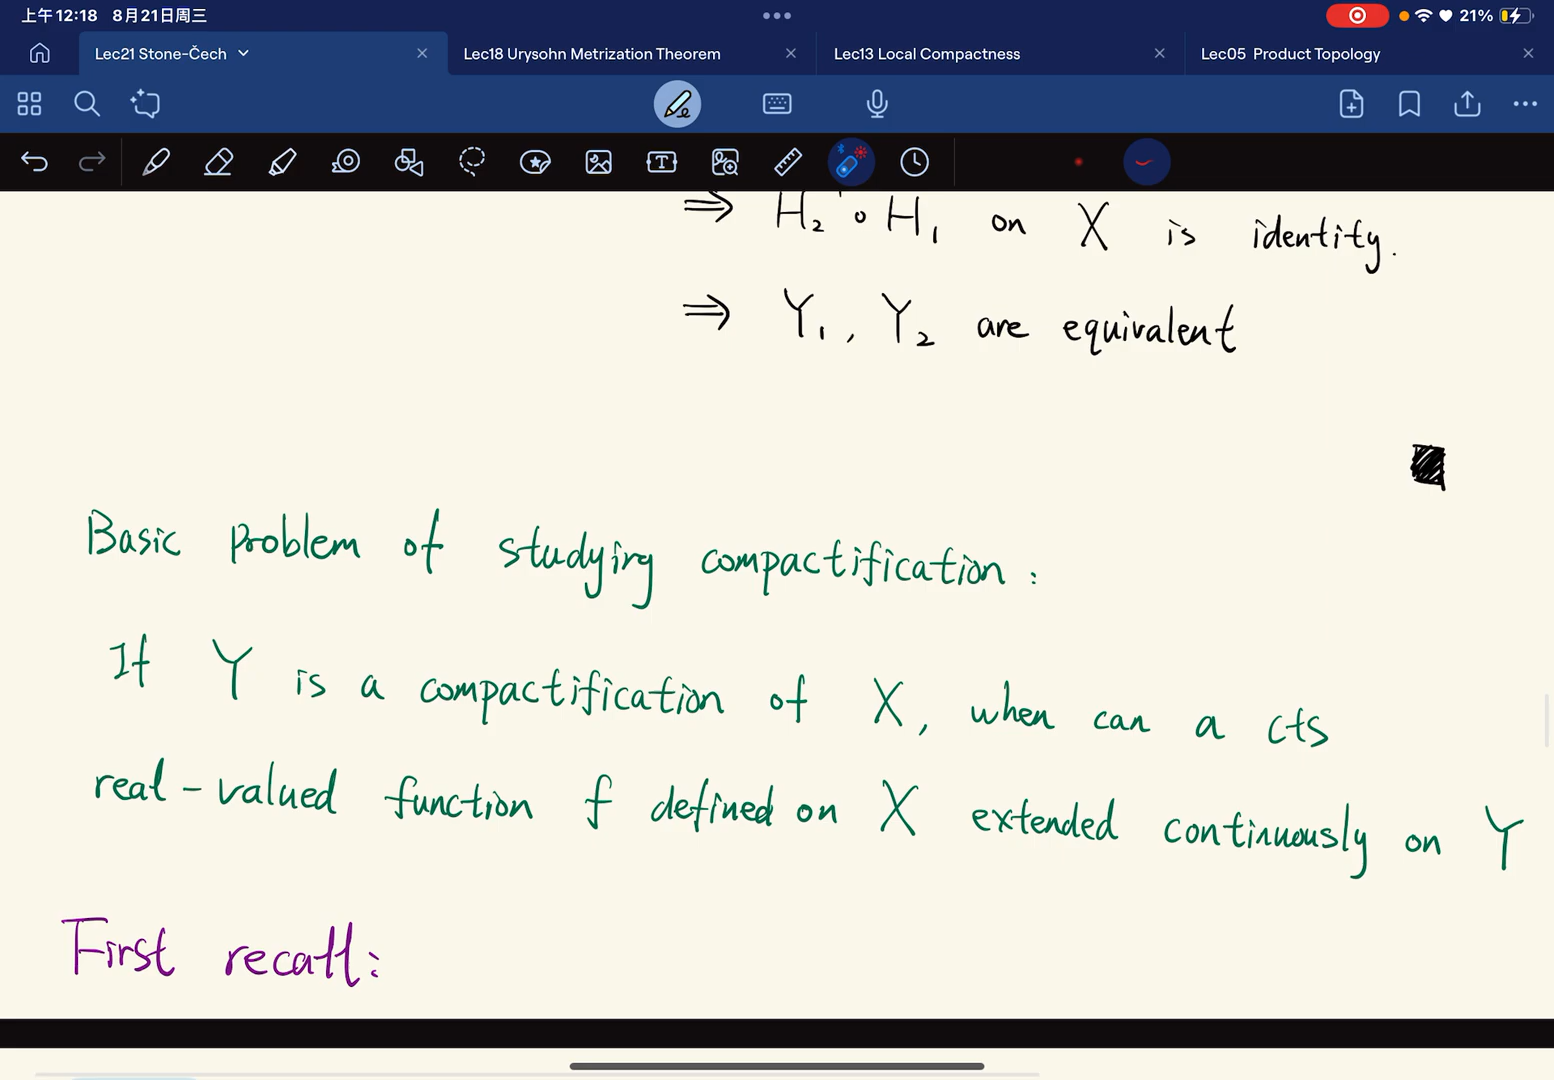 上午12:18 8月21日周三
21%
Lec21 Stone-Čech
Lec18 Urysohn Metrization Theorem
Lec13 Local Compactness
Lec05 Product Topology
⇒ H₂ ∘ H₁ on X is identity.
⇒ Y₁, Y₂ are equivalent
Basic problem of studying compactification:
If Y is a compactification of X, when can a cts
real-valued function f defined on X extended continuously on Y
First recall: